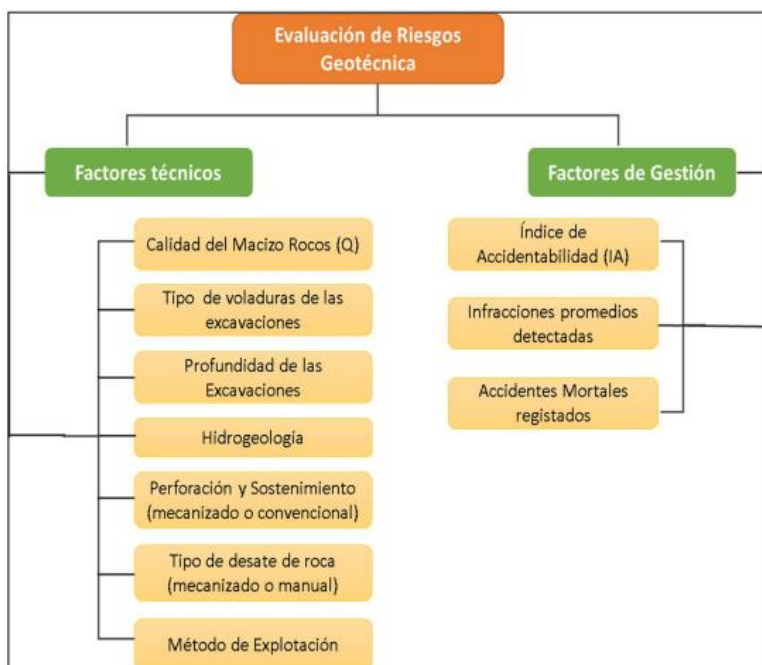 Evaluación de Riesgos
Geotécnica
Factores técnicos
Calidad del Macizo Rocos (Q)
Tipo de voladuras de las
excavaciones
Profundidad de las
Excavaciones
Hidrogeología
Perforación y Sostenimiento
(mecanizado o convencional)
Tipo de desate de roca
(mecanizado o manual)
Método de Explotación
Factores de Gestión
Índice de
Accidentabilidad (IA)
Infracciones promedios
detectadas
Accidentes Mortales
registrados